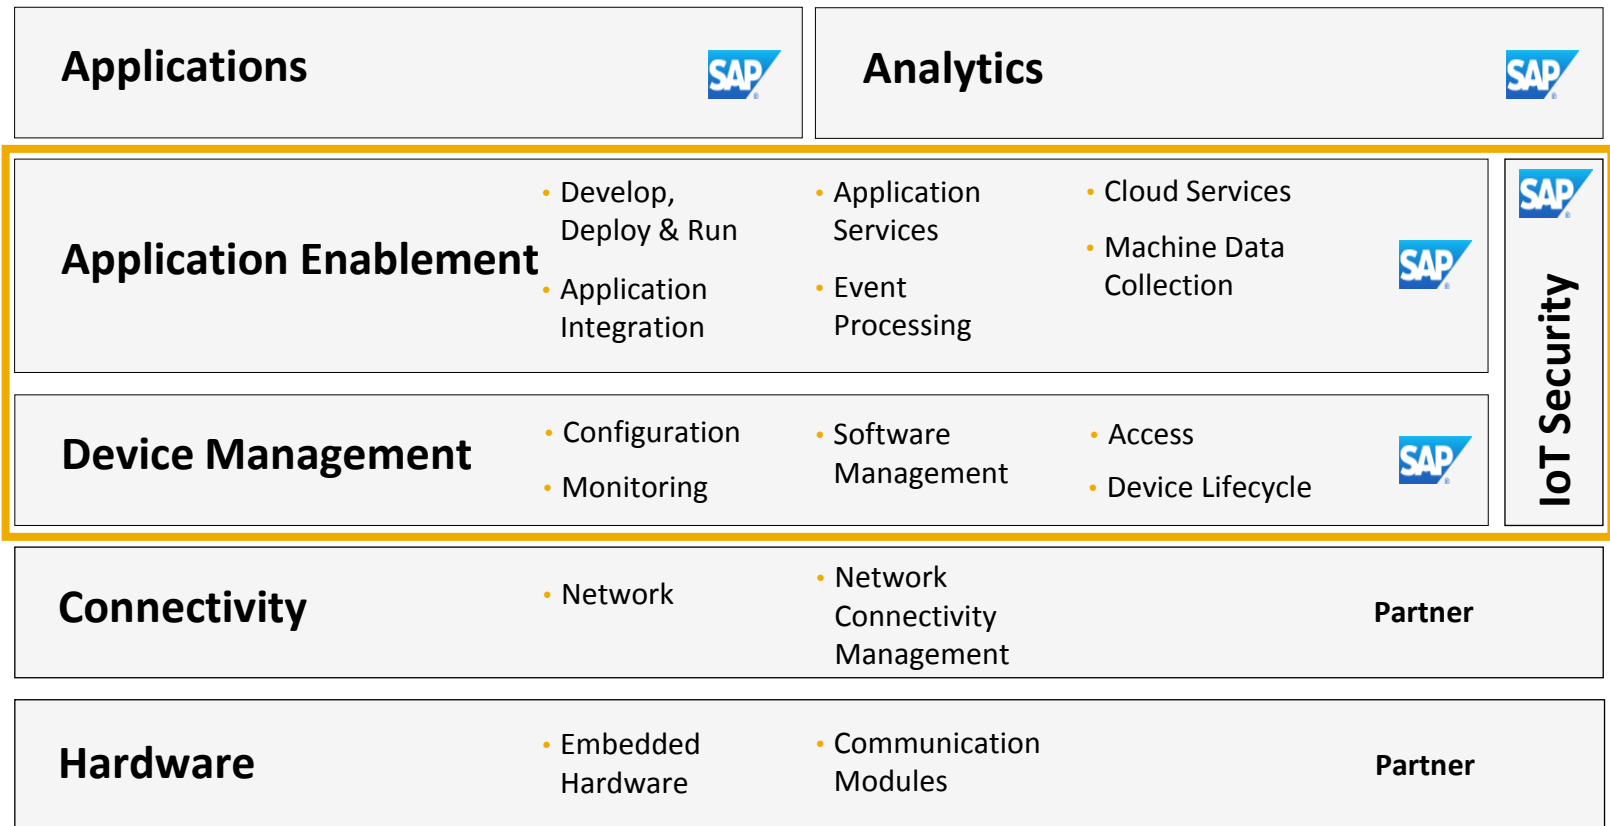 Applications
SAP
Analytics
SAP
Application Enablement
• Develop,
Deploy & Run
• Application
Integration
• Application
Services
• Event
Processing
• Cloud Services
• Machine Data
Collection
SAP
SAP
IoT Security
Device Management
• Configuration
• Monitoring
• Software
Management
• Access
• Device Lifecycle
SAP
Connectivity
• Network
• Network
Connectivity
Management
Partner
Hardware
• Embedded
Hardware
• Communication
Modules
Partner